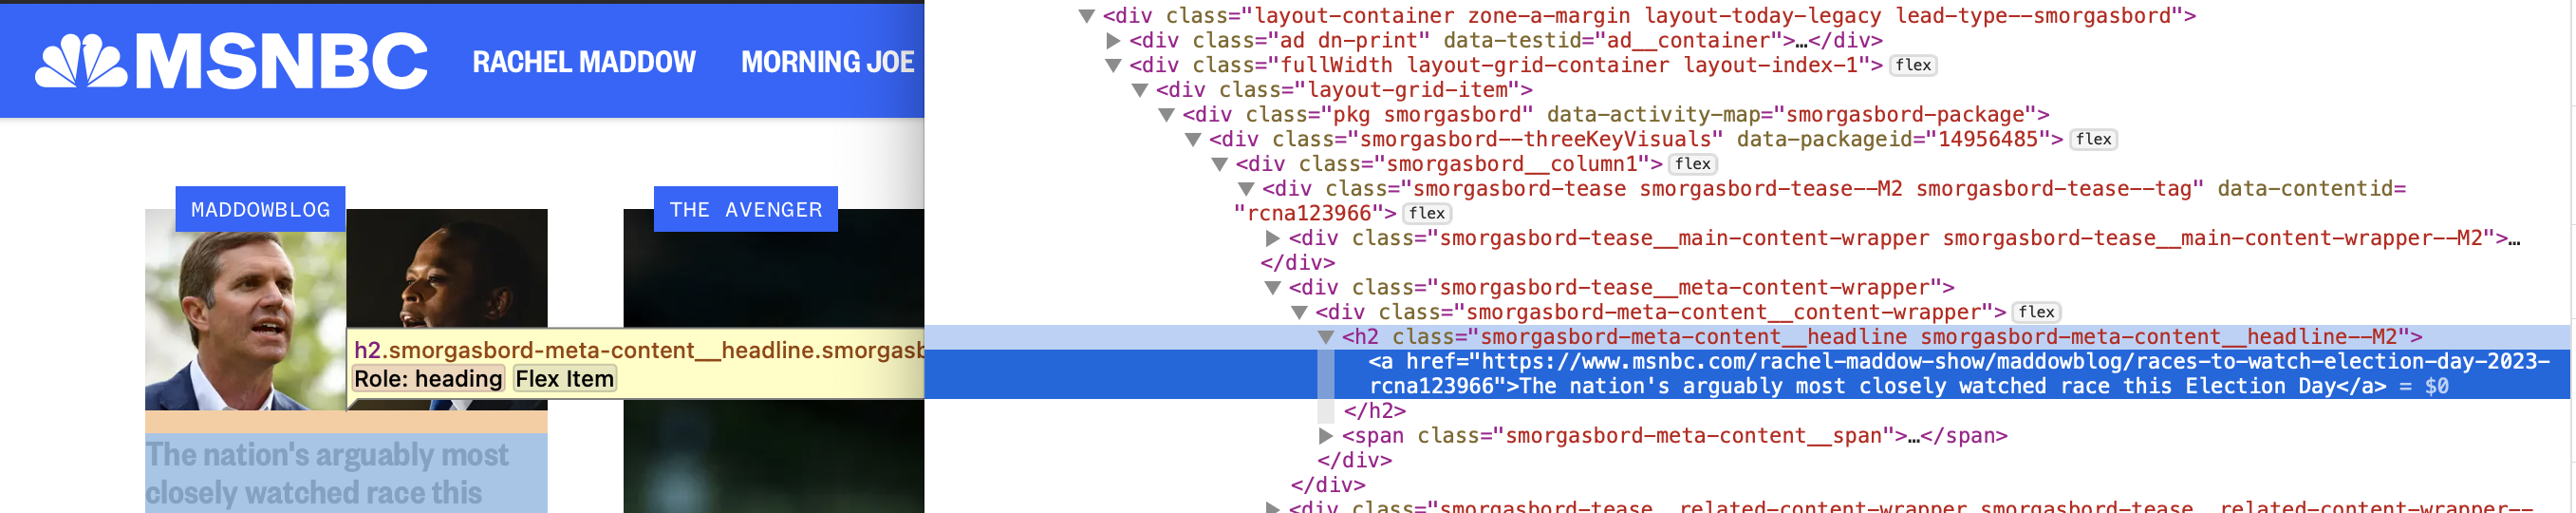 MSNBC RACHEL MADDOW MORNING JOE
MADDOWBLOG
THE AVENGER
h2.smorgasbord-meta-content__headline.smorgasb
Role: heading Flex Item
The nation's arguably most
closely watched race this
<div class="layout-container zone-a-margin layout-today-legacy lead-type--smorgasbord">
<div class="ad dn-print" data-testid="ad__container">…</div>
<div class="fullWidth layout-grid-container layout-index-1"> flex
<div class="layout-grid-item">
<div class="pkg smorgasbord" data-activity-map="smorgasbord-package">
<div class="smorgasbord--threeKeyVisuals" data-packageid="14956485"> flex
<div class="smorgasbord__column1"> flex
<div class="smorgasbord-tease smorgasbord-tease--M2 smorgasbord-tease--tag" data-contentid=
"rcna123966"> flex
<div class="smorgasbord-tease__main-content-wrapper smorgasbord-tease__main-content-wrapper--M2">…
</div>
<div class="smorgasbord-tease__meta-content-wrapper">
<div class="smorgasbord-meta-content__content-wrapper"> flex
<h2 class="smorgasbord-meta-content__headline smorgasbord-meta-content__headline--M2">
<a href="https://www.msnbc.com/rachel-maddow-show/maddowblog/races-to-watch-election-day-2023-
rcna123966">The nation's arguably most closely watched race this Election Day</a> = $0
</h2>
<span class="smorgasbord-meta-content__span">…</span>
</div>
</div>
<div class="smorgasbord-tease__related-content-wrapper smorgasbord-tease__related-content-wrapper--